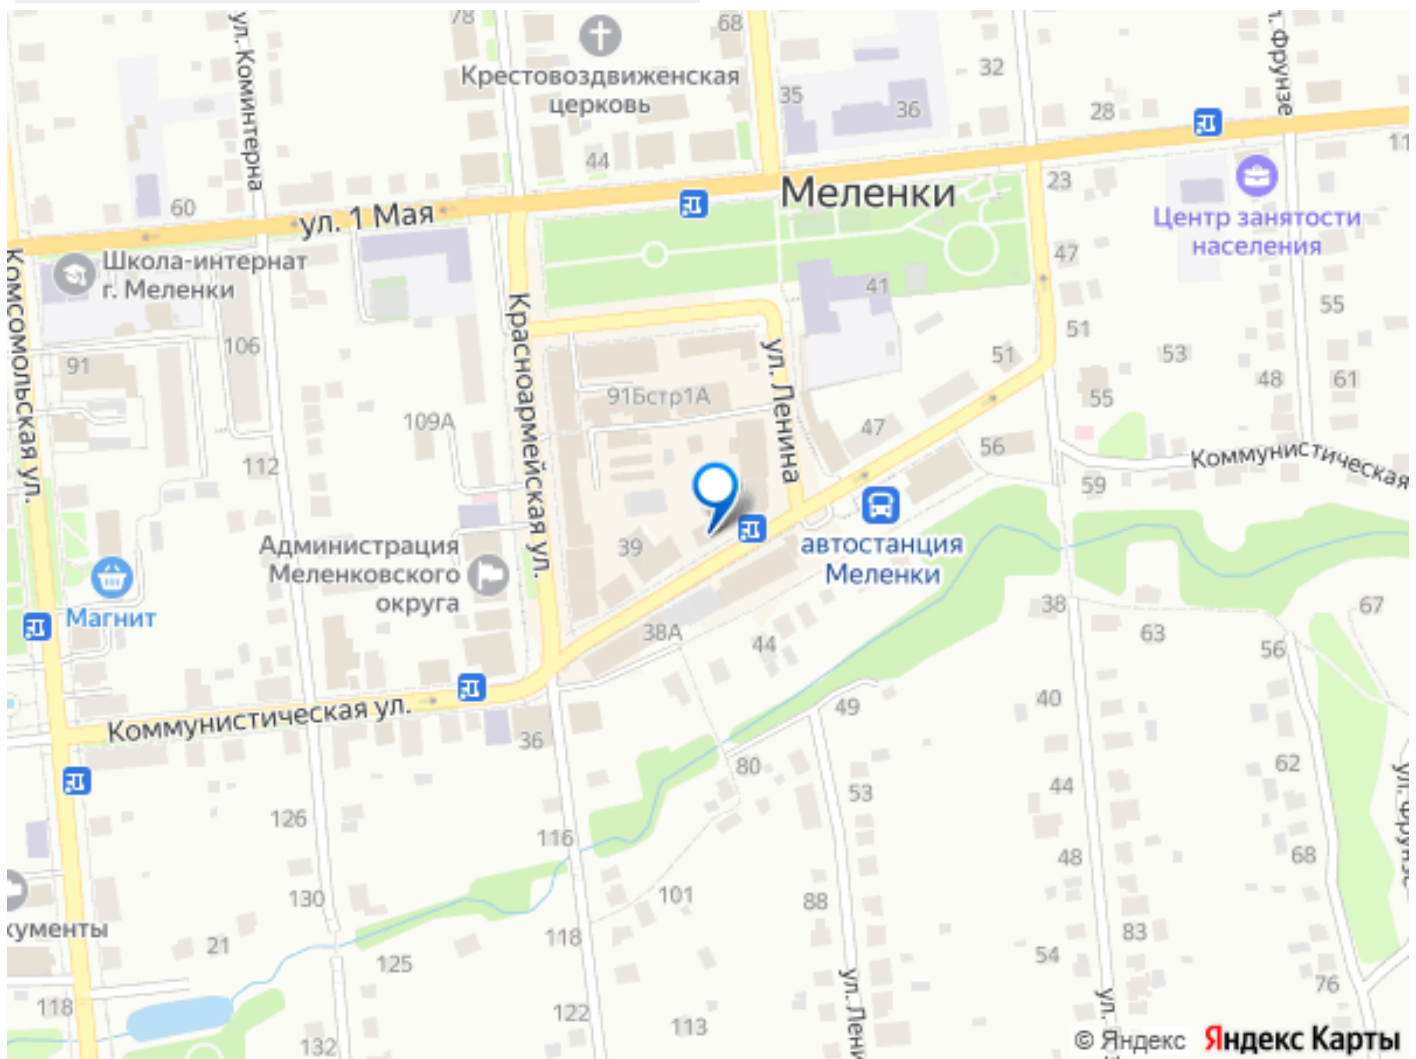 78
68
ул. Коминтерна
Крестовоздвиженская
церковь
32
ул. Фрунзе
35
36
28
44
11
23
60
ул. 1 Мая
Меленки
Центр занятости
населения
47
Школа-интернат
г. Меленки
41
55
Комсомольская ул.
Красноармейская ул.
51
106
ул. Ленина
51
53
91
48
61
91Бстр1А
55
109А
47
56
112
Коммунистическая
59
автостанция
Меленки
39
Администрация
Меленковского
округа
Магнит
38
67
38А
63
44
56
40
Коммунистическая ул.
49
36
80
62
ул. Фрунзе
44
53
126
116
48
68
130
101
88
кументы
21
118
83
125
54
76
118
122
113
ул. Лени
ул.
132
© Яндекс
Яндекс Карты